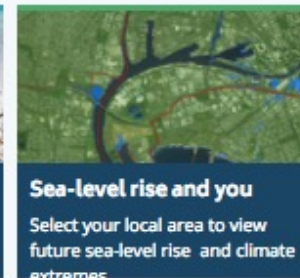 Sea-level rise and you
Select your local area to view
future sea-level rise and climate
extremes